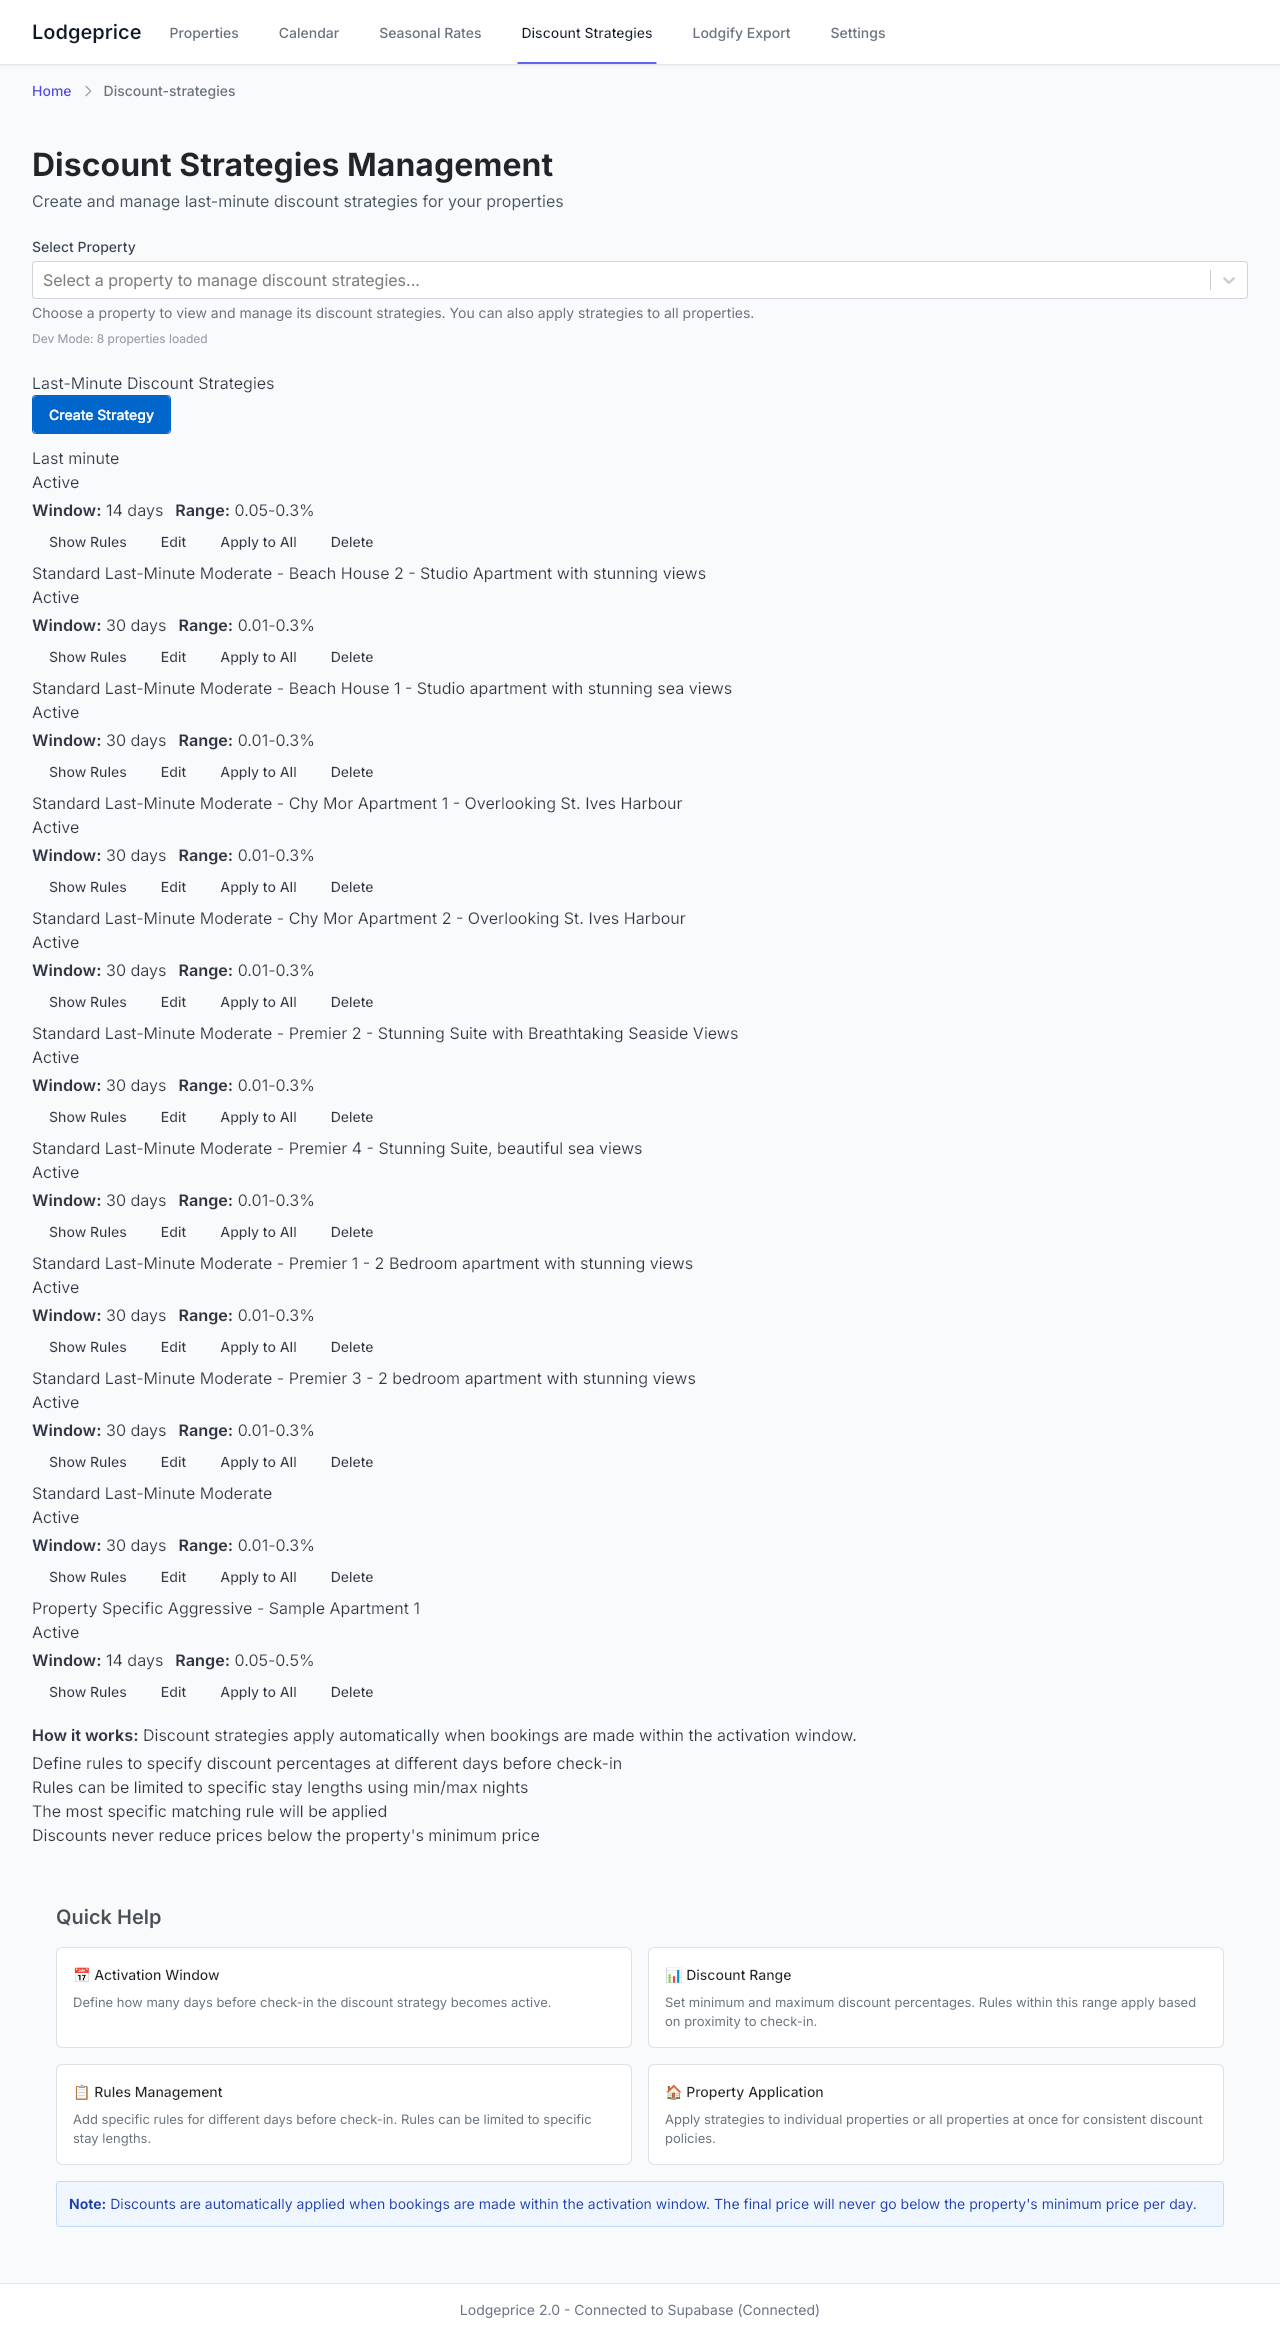 Lodgeprice Properties Calendar Seasonal Rates Discount Strategies Lodgify Export Settings
Home Discount-strategies
Discount Strategies Management
Create and manage last-minute discount strategies for your properties
Select Property
Select a property to manage discount strategies...
Choose a property to view and manage its discount strategies. You can also apply strategies to all properties.
Dev Mode: 8 properties loaded
Last-Minute Discount Strategies
Create Strategy
Last minute
Active
Window: 14 days Range: 0.05-0.3%
Show Rules Edit Apply to All Delete
Standard Last-Minute Moderate - Beach House 2 - Studio Apartment with stunning views
Active
Window: 30 days Range: 0.01-0.3%
Show Rules Edit Apply to All Delete
Standard Last-Minute Moderate - Beach House 1 - Studio apartment with stunning sea views
Active
Window: 30 days Range: 0.01-0.3%
Show Rules Edit Apply to All Delete
Standard Last-Minute Moderate - Chy Mor Apartment 1 - Overlooking St. Ives Harbour
Active
Window: 30 days Range: 0.01-0.3%
Show Rules Edit Apply to All Delete
Standard Last-Minute Moderate - Chy Mor Apartment 2 - Overlooking St. Ives Harbour
Active
Window: 30 days Range: 0.01-0.3%
Show Rules Edit Apply to All Delete
Standard Last-Minute Moderate - Premier 2 - Stunning Suite with Breathtaking Seaside Views
Active
Window: 30 days Range: 0.01-0.3%
Show Rules Edit Apply to All Delete
Standard Last-Minute Moderate - Premier 4 - Stunning Suite, beautiful sea views
Active
Window: 30 days Range: 0.01-0.3%
Show Rules Edit Apply to All Delete
Standard Last-Minute Moderate - Premier 1 - 2 Bedroom apartment with stunning views
Active
Window: 30 days Range: 0.01-0.3%
Show Rules Edit Apply to All Delete
Standard Last-Minute Moderate - Premier 3 - 2 bedroom apartment with stunning views
Active
Window: 30 days Range: 0.01-0.3%
Show Rules Edit Apply to All Delete
Standard Last-Minute Moderate
Active
Window: 30 days Range: 0.01-0.3%
Show Rules Edit Apply to All Delete
Property Specific Aggressive - Sample Apartment 1
Active
Window: 14 days Range: 0.05-0.5%
Show Rules Edit Apply to All Delete
How it works: Discount strategies apply automatically when bookings are made within the activation window.
Define rules to specify discount percentages at different days before check-in
Rules can be limited to specific stay lengths using min/max nights
The most specific matching rule will be applied
Discounts never reduce prices below the property's minimum price
Quick Help
📅 Activation Window
Define how many days before check-in the discount strategy becomes active.
📊 Discount Range
Set minimum and maximum discount percentages. Rules within this range apply based
on proximity to check-in.
📋 Rules Management
Add specific rules for different days before check-in. Rules can be limited to specific
stay lengths.
🏠 Property Application
Apply strategies to individual properties or all properties at once for consistent discount
policies.
Note: Discounts are automatically applied when bookings are made within the activation window. The final price will never go below the property's minimum price per day.
Lodgeprice 2.0 - Connected to Supabase (Connected)